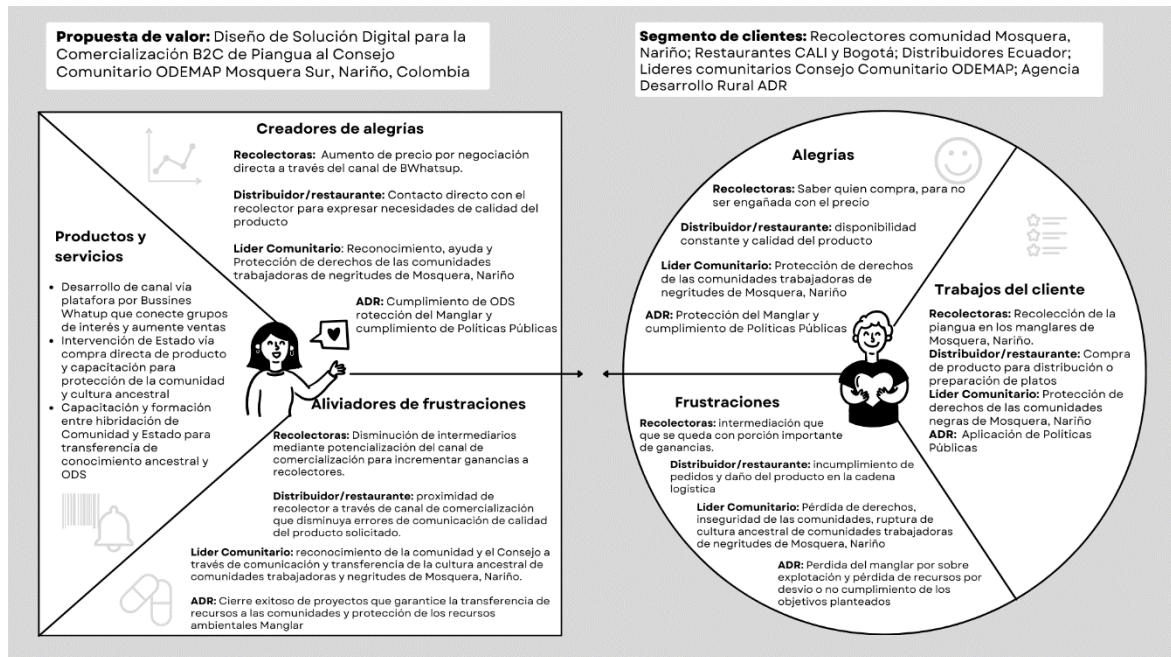 Propuesta de valor: Diseño de Solución Digital para la
Comercialización B2C de Piangua al Consejo
Comunitario ODEMAP Mosquera Sur, Nariño, Colombia
Creadores de alegrías
Recolectoras: Aumento de precio por negociación
directa a través del canal de BWhatsup.
Distribuidor/restaurante: Contacto directo con el
recolector para expresar necesidades de calidad del
producto
Líder Comunitario: Reconocimiento, ayuda y
Protección de derechos de las comunidades
trabajadoras de negritudes de Mosquera, Nariño
ADR: Cumplimiento de ODS
rotección del Manglar y
cumplimiento de Políticas Públicas
Productos y
servicios
Desarrollo de canal vía
platafora por Bussines
Whatup que conecte grupos
de interés y aumente ventas
Intervención de Estado vía
compra directa de producto
y capacitación para
protección de la comunidad
y cultura ancestral
Capacitación y formación
entre hibridación de
Comunidad y Estado para
transferencia de
conocimiento ancestral y
ODS
Aliviadores de frustraciones
Recolectoras: Disminución de intermediarios
mediante potencialización del canal de
comercialización para incrementar ganancias a
recolectores.
Distribuidor/restaurante: proximidad de
recolector a través de canal de comercialización
que disminuya errores de comunicación de calidad
del producto solicitado.
Lider Comunitario: reconocimiento de la comunidad y el Consejo a
través de comunicación y transferencia de la cultura ancestral de
comunidades trabajadoras y negritudes de Mosquera, Nariño.
ADR: Cierre exitoso de proyectos que garantice la transferencia de
recursos a las comunidades y protección de los recursos
ambientales Manglar
Segmento de clientes: Recolectores comunidad Mosquera,
Nariño; Restaurantes CALI y Bogotá; Distribuidores Ecuador;
Lideres comunitarios Consejo Comunitario ODEMAP; Agencia
Desarrollo Rural ADR
Alegrías
Recolectoras: Saber quien compra, para no
ser engañada con el precio
Distribuidor/restaurante: disponibilidad
constante y calidad del producto
Líder Comunitario: Protección de derechos
de las comunidades trabajadoras de
negritudes de Mosquera, Nariño
ADR: Protección del Manglar y
cumplimiento de Políticas Públicas
Trabajos del cliente
Recolectoras: Recolección de la
piangua en los manglares de
Mosquera, Nariño.
Distribuidor/restaurante: Compra
de producto para distribución o
preparación de platos
Líder Comunitario: Protección de
derechos de las comunidades
negras de Mosquera, Nariño
ADR: Aplicación de Políticas
Públicas
Frustraciones
Recolectoras: intermediación que
que se queda con porción importante
de ganancias.
Distribuidor/restaurante: incumplimiento de
pedidos y daño del producto en la cadena
logística
Líder Comunitario: Pérdida de derechos,
inseguridad de las comunidades, ruptura de
cultura ancestral de comunidades trabajadoras
de negritudes de Mosquera, Nariño
ADR: Perdida del manglar por sobre
explotación y pérdida de recursos por
desvio o no cumplimiento de los
objetivos planteados